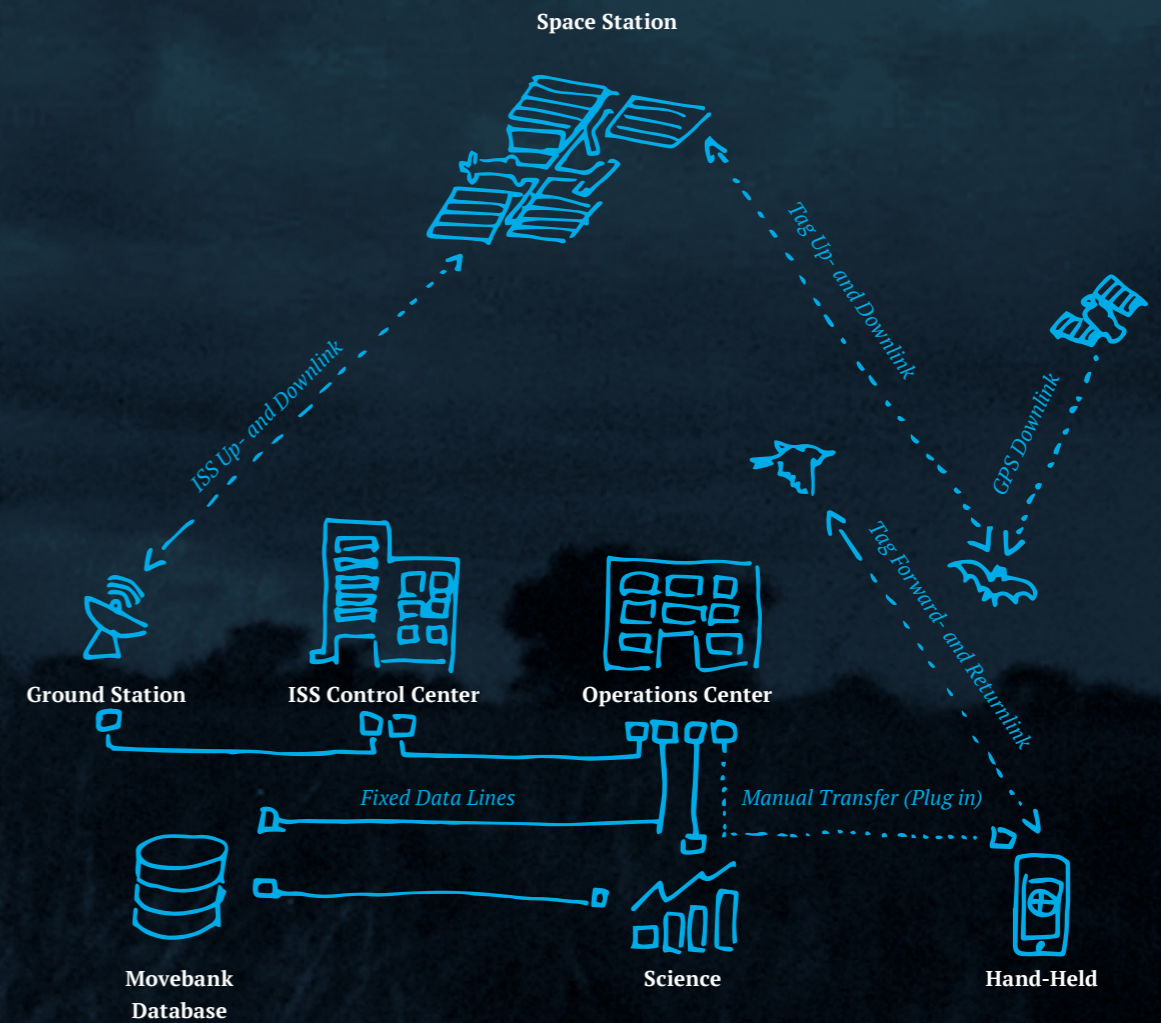 Space Station
Tag Up- and Downlink
ISS Up- and Downlink
GPS Downlink
Tag Forward- and Returnlink
Ground Station
ISS Control Center
Operations Center
Fixed Data Lines
Manual Transfer (Plug in)
Movebank
Database
Science
Hand-Held